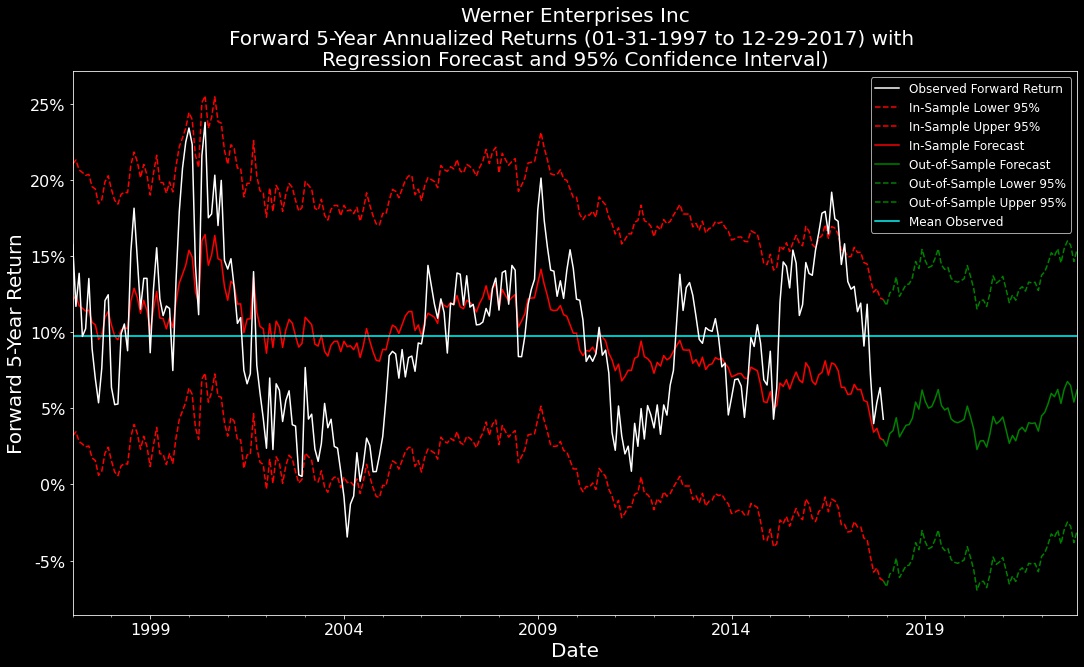 Werner Enterprises Inc
Forward 5-Year Annualized Returns (01-31-1997 to 12-29-2017) with
Regression Forecast and 95% Confidence Interval)
Observed Forward Return
In-Sample Lower 95%
In-Sample Upper 95%
In-Sample Forecast
Out-of-Sample Forecast
Out-of-Sample Lower 95%
Out-of-Sample Upper 95%
Mean Observed
Forward 5-Year Return
25%
20%
15%
10%
5%
0%
-5%
1999
2004
2009
2014
2019
Date